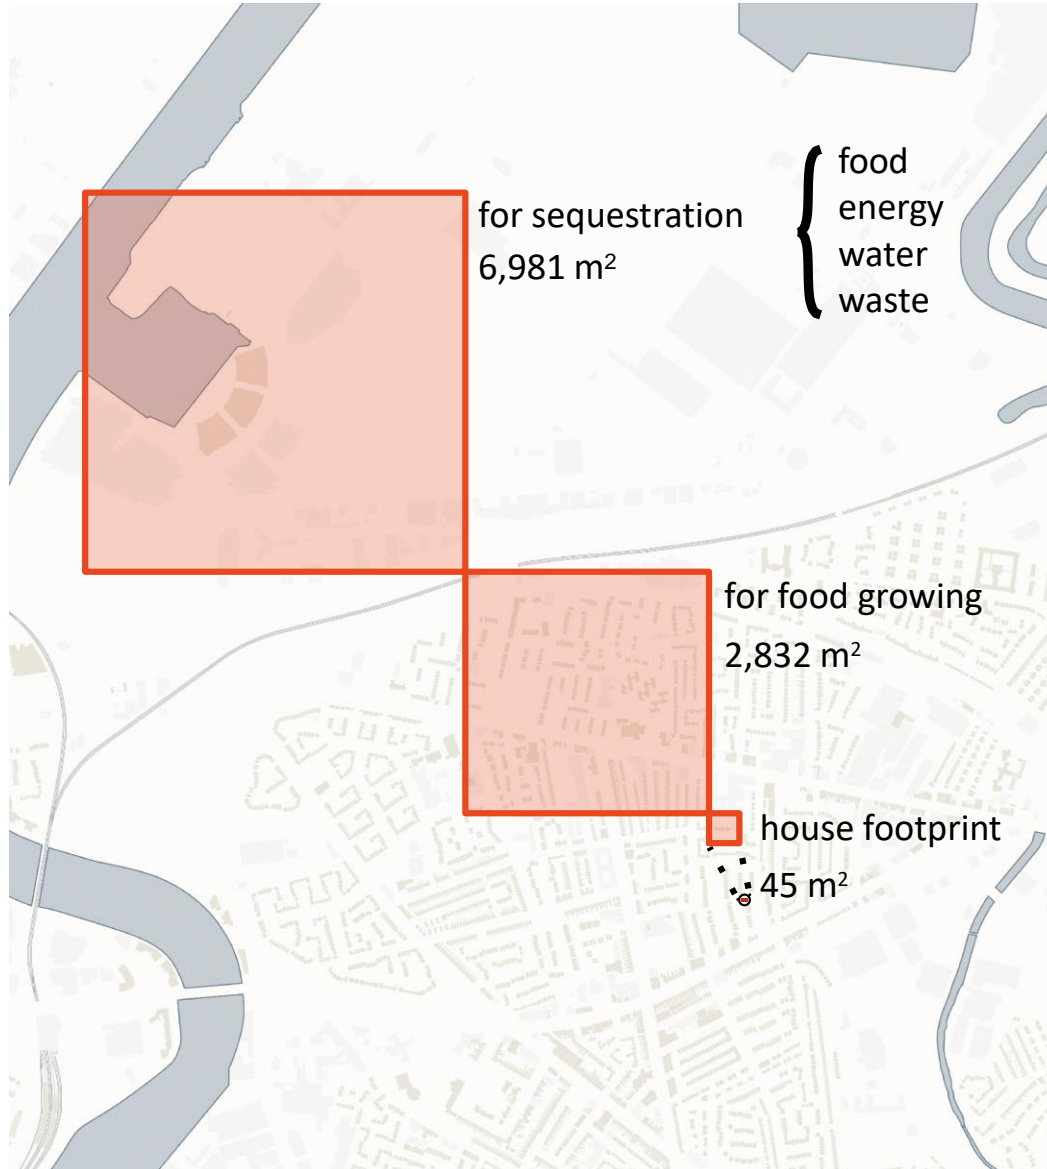 for sequestration
6,981 m²
food
energy
water
waste
for food growing
2,832 m²
house footprint
45 m²